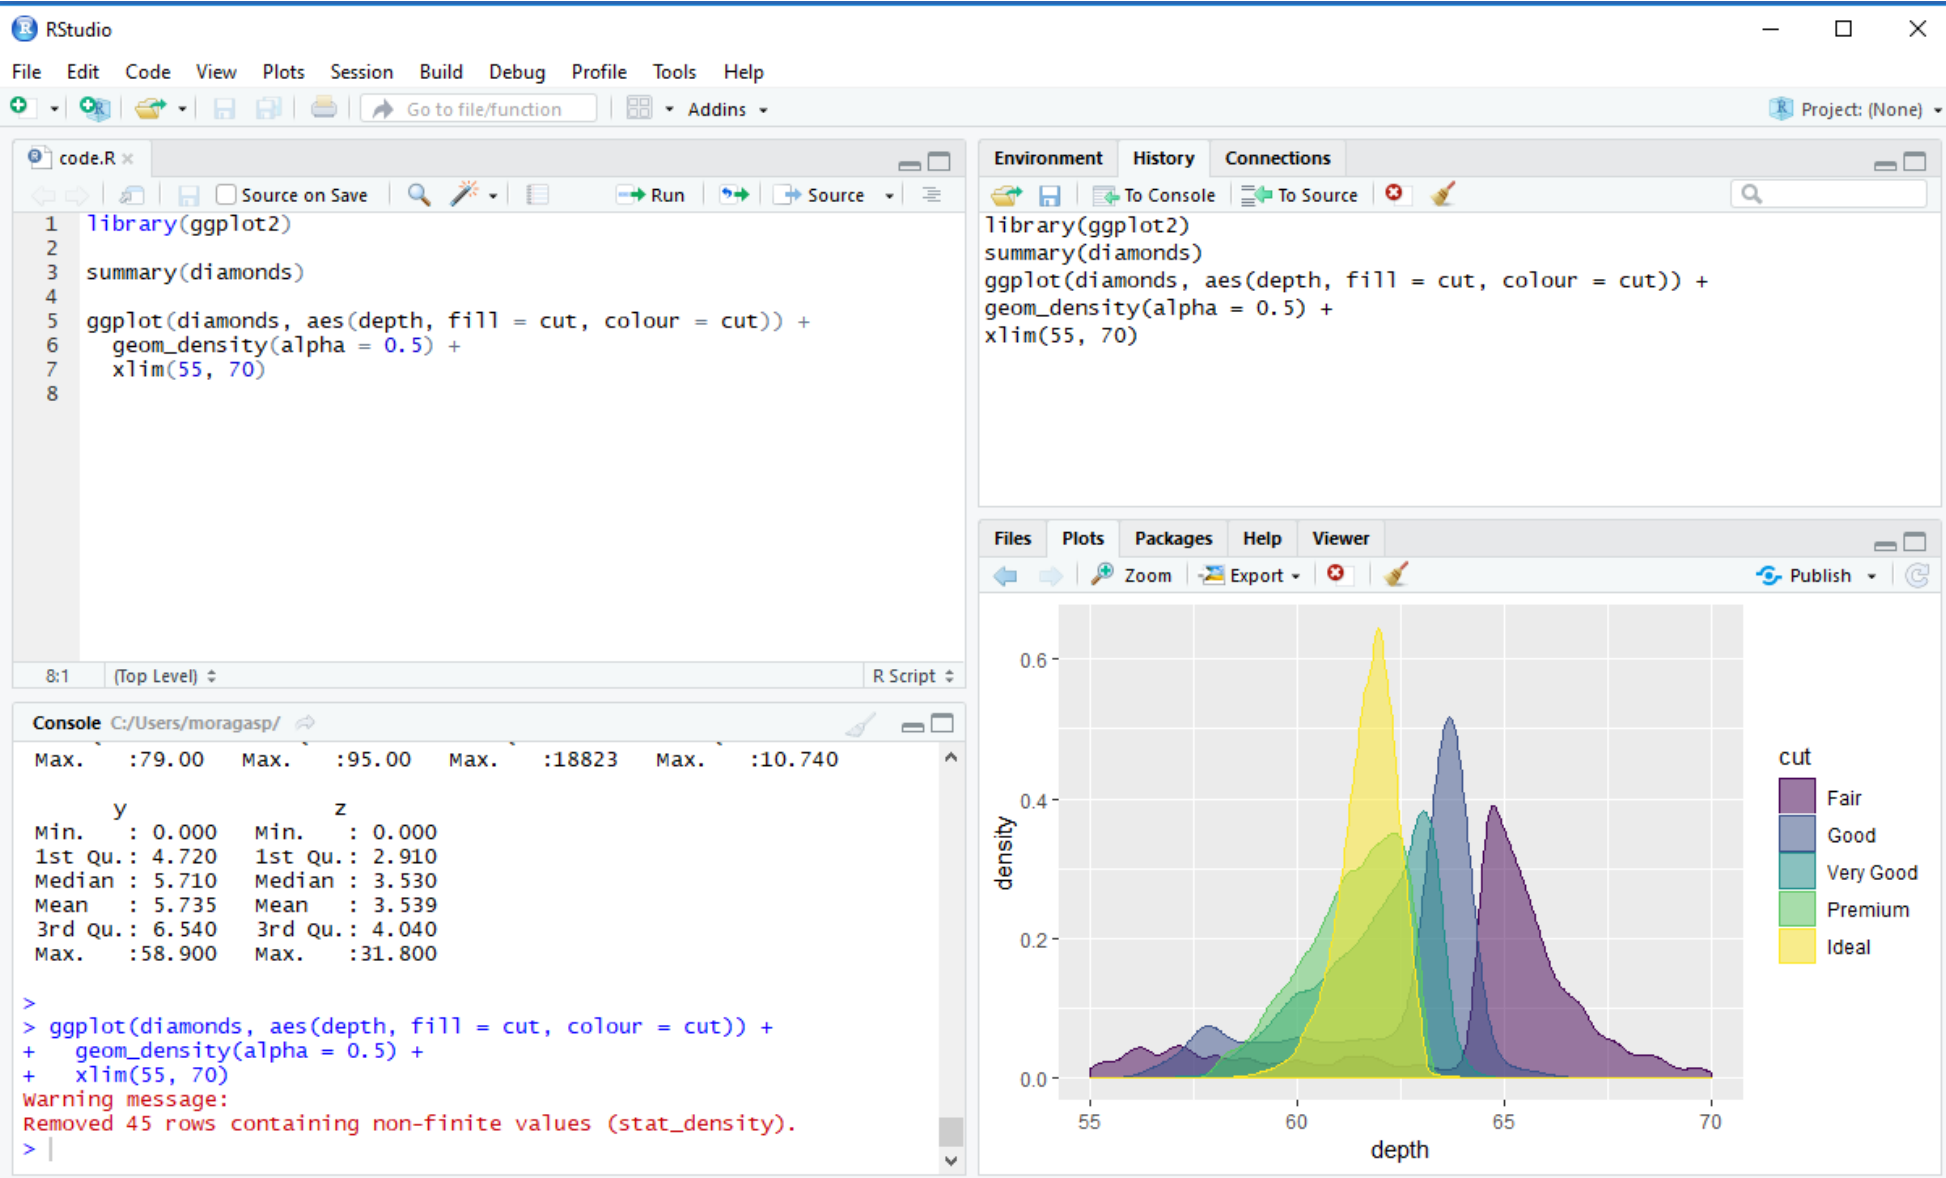 RStudio
File Edit Code View Plots Session Build Debug Profile Tools Help
Go to file/function Addins Project: (None)
code.R
Source on Save Run Source
1 library(ggplot2)
2
3 summary(diamonds)
4
5 ggplot(diamonds, aes(depth, fill = cut, colour = cut)) +
6   geom_density(alpha = 0.5) +
7   xlim(55, 70)
8
8:1 (Top Level) R Script
Console C:/Users/moragasp/
Max. :79.00 Max. :95.00 Max. :18823 Max. :10.740
y z
Min. : 0.000 Min. : 0.000
1st Qu.: 4.720 1st Qu.: 2.910
Median : 5.710 Median : 3.530
Mean : 5.735 Mean : 3.539
3rd Qu.: 6.540 3rd Qu.: 4.040
Max. :58.900 Max. :31.800
>
> ggplot(diamonds, aes(depth, fill = cut, colour = cut)) +
+   geom_density(alpha = 0.5) +
+   xlim(55, 70)
Warning message:
Removed 45 rows containing non-finite values (stat_density).
>
Environment History Connections
To Console To Source
library(ggplot2)
summary(diamonds)
ggplot(diamonds, aes(depth, fill = cut, colour = cut)) +
geom_density(alpha = 0.5) +
xlim(55, 70)
Files Plots Packages Help Viewer
Zoom Export Publish
0.6
0.4
0.2
0.0
density
55 60 65 70
depth
cut
Fair
Good
Very Good
Premium
Ideal